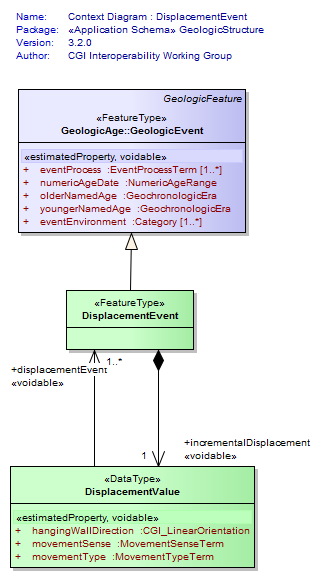 Name: Context Diagram : DisplacementEvent
Package: «Application Schema» GeologicStructure
Version: 3.2.0
Author: CGI Interoperability Working Group
GeologicFeature
«FeatureType»
GeologicAge::GeologicEvent
«estimatedProperty, voidable»
+ eventProcess :EventProcessTerm [1..*]
+ numericAgeDate :NumericAgeRange
+ olderNamedAge :GeochronologicEra
+ youngerNamedAge :GeochronologicEra
+ eventEnvironment :Category [1..*]
«FeatureType»
DisplacementEvent
+displacementEvent 1..*
«voidable»
1 +incrementalDisplacement
«voidable»
«DataType»
DisplacementValue
«estimatedProperty, voidable»
+ hangingWallDirection :CGI_LinearOrientation
+ movementSense :MovementSenseTerm
+ movementType :MovementTypeTerm